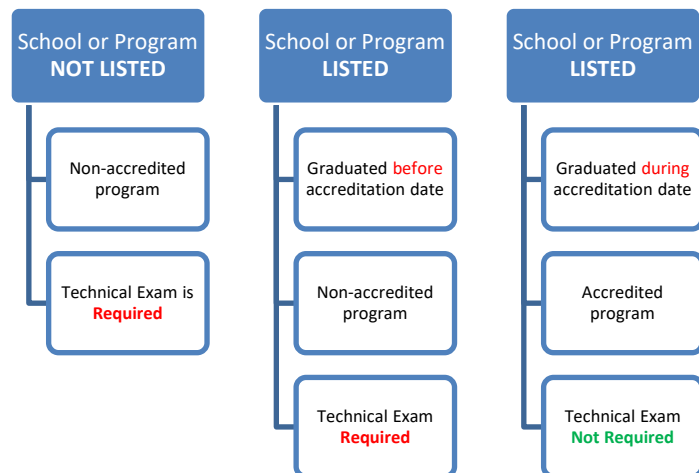 School or Program
NOT LISTED
Non-accredited
program
Technical Exam is
Required
School or Program
LISTED
Graduated before
accreditation date
Non-accredited
program
Technical Exam
Required
School or Program
LISTED
Graduated during
accreditation date
Accredited
program
Technical Exam
Not Required